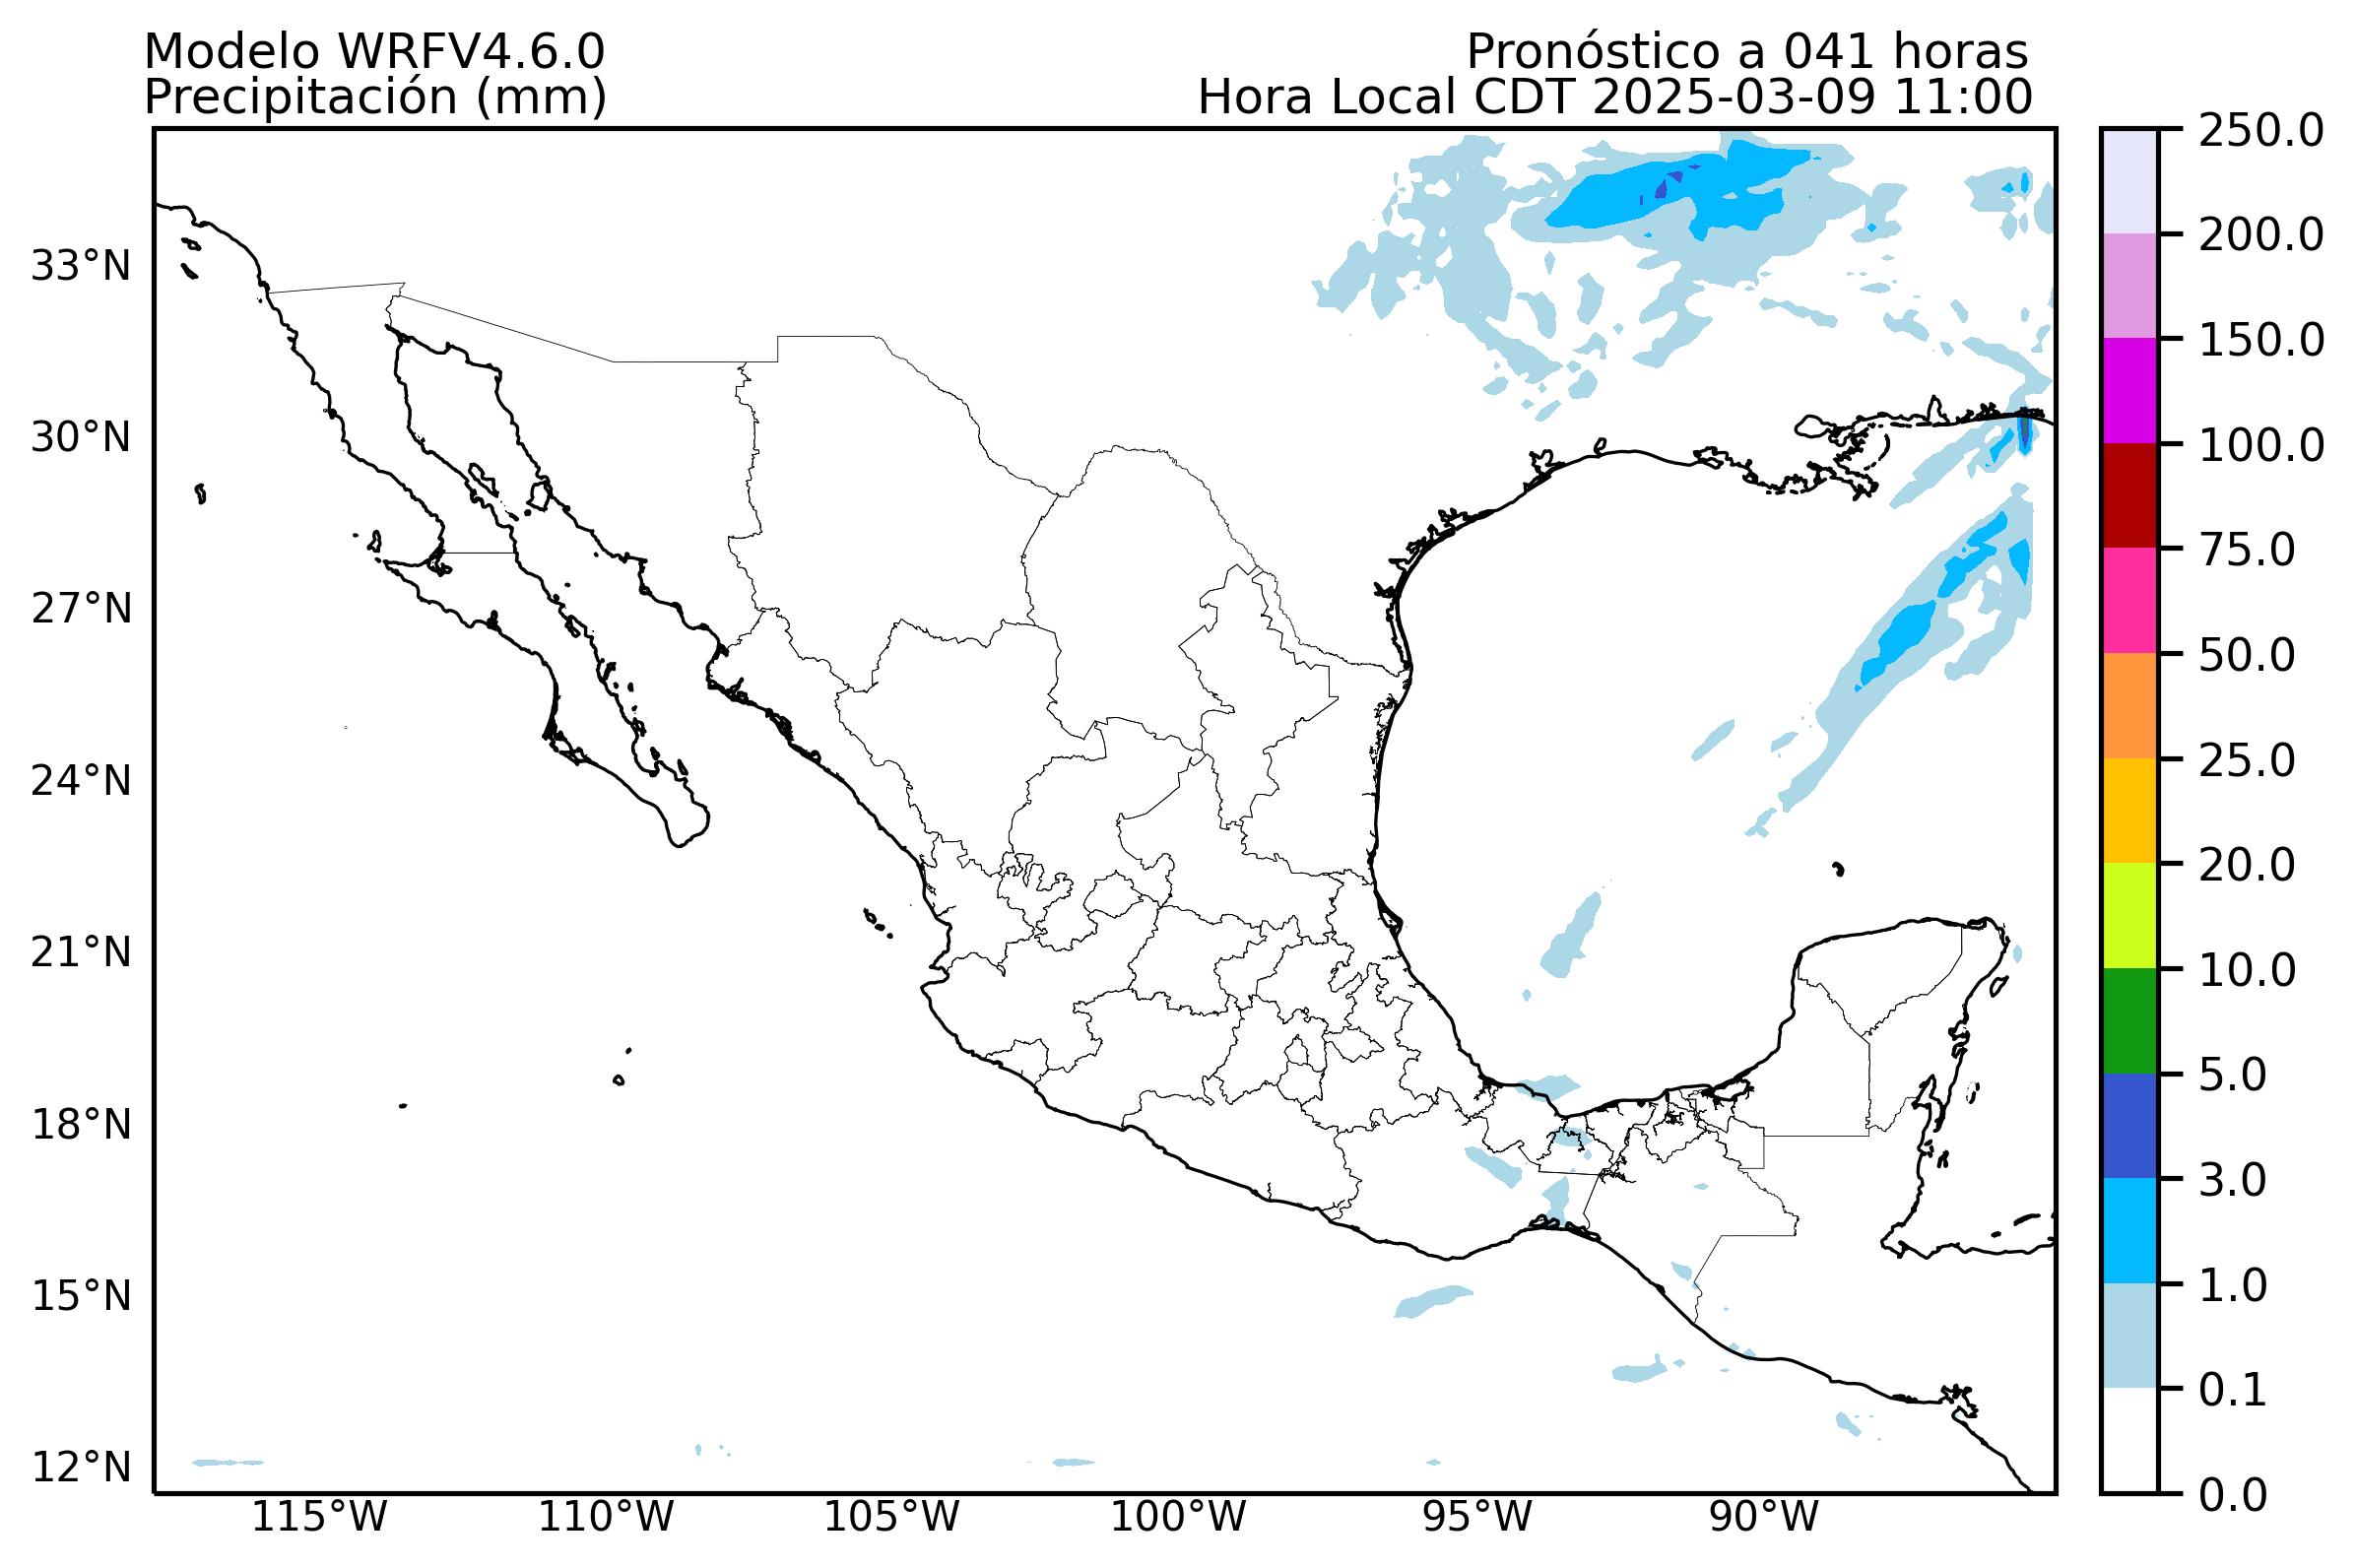 Modelo WRFV4.6.0
Precipitación (mm)
Pronóstico a 041 horas
Hora Local CDT 2025-03-09 11:00
33°N
30°N
27°N
24°N
21°N
18°N
15°N
12°N
115°W
110°W
105°W
100°W
95°W
90°W
250.0
200.0
150.0
100.0
75.0
50.0
25.0
20.0
10.0
5.0
3.0
1.0
0.1
0.0